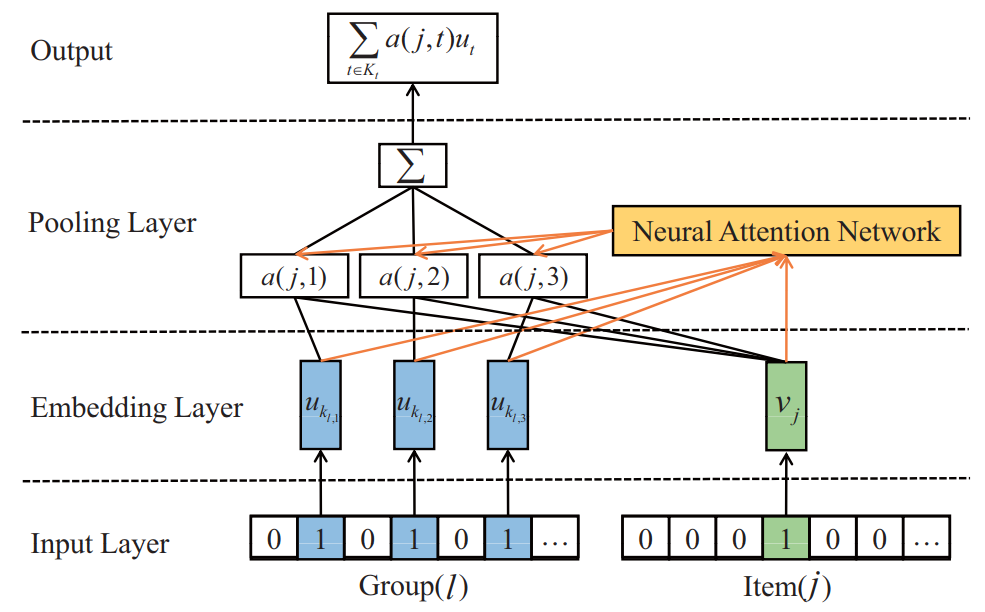 Output
∑ a(j,t)u_t
t∈K_l
∑
Pooling Layer
Neural Attention Network
a(j,1) a(j,2) a(j,3)
Embedding Layer
u_{k_{l,1}} u_{k_{l,2}} u_{k_{l,3}} v_j
Input Layer
0 1 0 1 0 1 … 0 0 0 1 0 0 …
Group(l) Item(j)